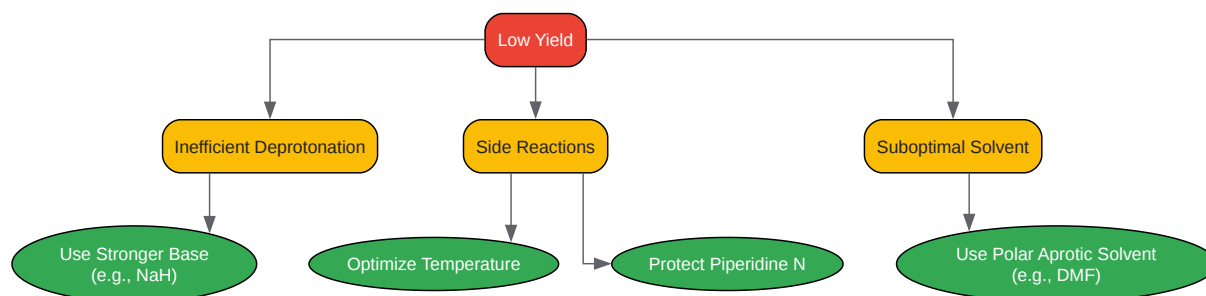 Low Yield
Inefficient Deprotonation
Side Reactions
Suboptimal Solvent
Use Stronger Base
(e.g., NaH)
Optimize Temperature
Protect Piperidine N
Use Polar Aprotic Solvent
(e.g., DMF)